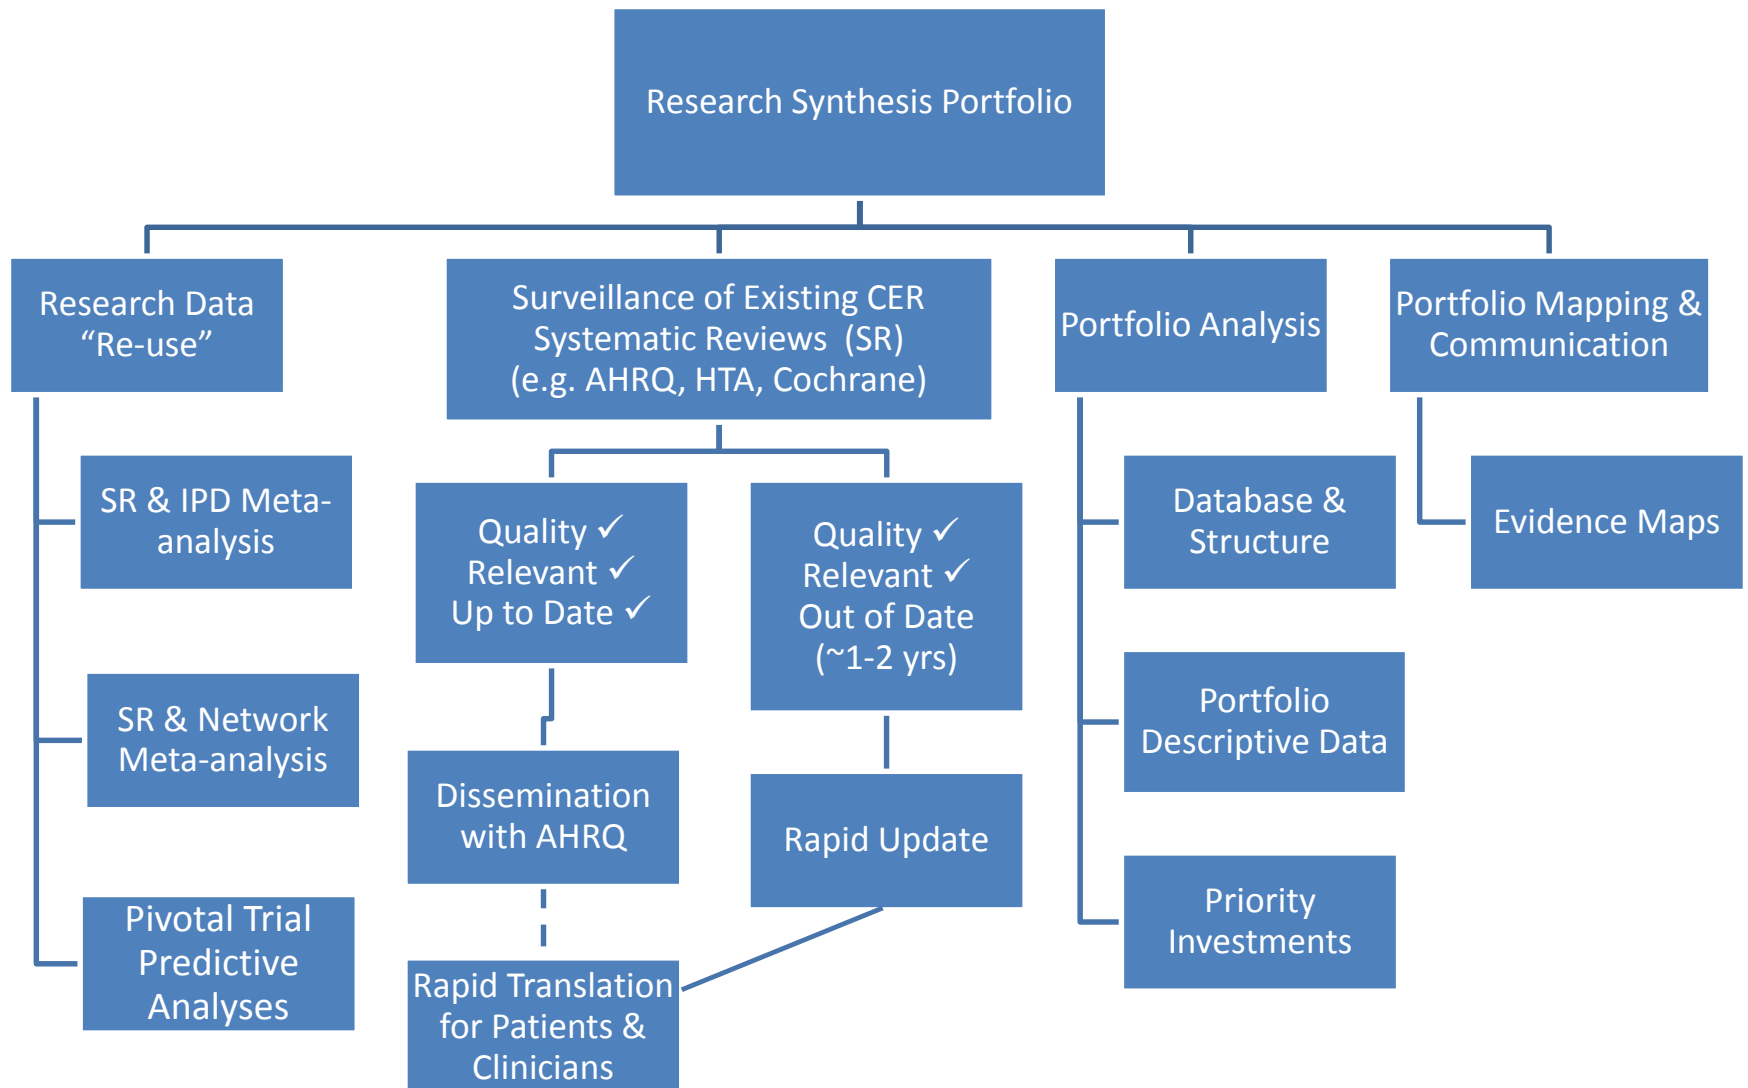 Research Synthesis Portfolio
Research Data
“Re-use”
Surveillance of Existing CER
Systematic Reviews (SR)
(e.g. AHRQ, HTA, Cochrane)
Portfolio Analysis
Portfolio Mapping &
Communication
SR & IPD Meta-
analysis
SR & Network
Meta-analysis
Pivotal Trial
Predictive
Analyses
Quality ✓
Relevant ✓
Up to Date ✓
Dissemination
with AHRQ
Rapid Translation
for Patients &
Clinicians
Quality ✓
Relevant ✓
Out of Date
(~1-2 yrs)
Rapid Update
Database &
Structure
Portfolio
Descriptive Data
Priority
Investments
Evidence Maps